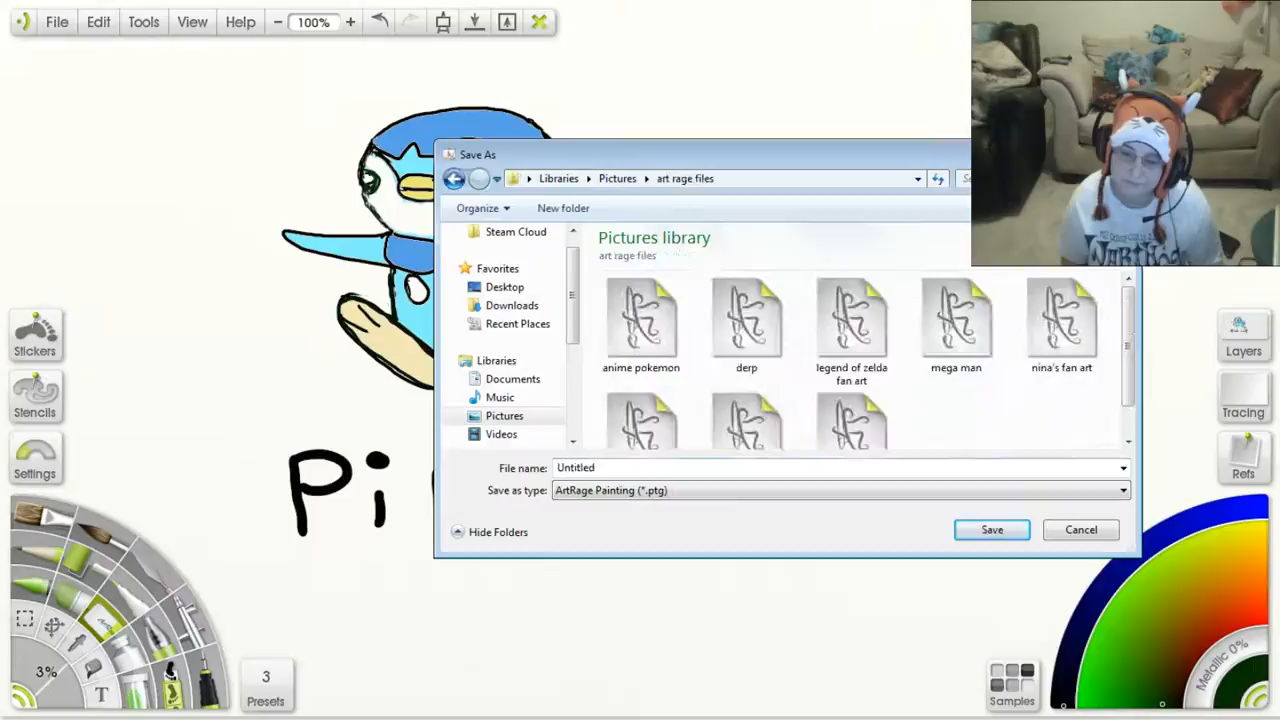 File Edit Tools View Help 100%
Save As
Libraries Pictures art rage files
Organize New folder
Steam Cloud
Favorites
Desktop
Downloads
Recent Places
Libraries
Documents
Music
Pictures
Videos
Pictures library
art rage files
anime pokemon
derp
legend of zelda
fan art
mega man
nina's fan art
File name: Untitled
Save as type: ArtRage Painting (*.ptg)
Hide Folders
Save Cancel
Stickers
Stencils
Settings
Layers
Tracing
Refs
Pi
3%
T
3
Presets
Samples
Metallic 0%